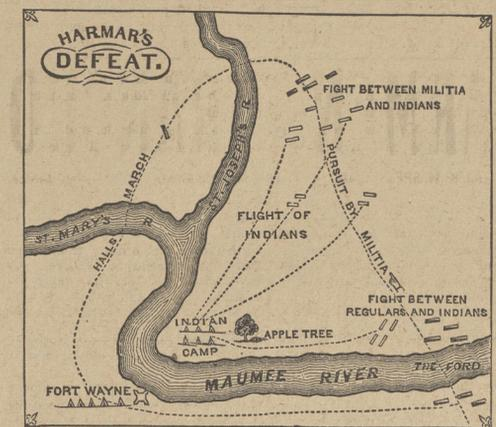 HARMAR'S
DEFEAT.
FIGHT BETWEEN MILITIA
AND INDIANS
ST. JOSEPH'S R
HALLS MARCH
PURSUIT BY MILITIA
ST. MARY'S R
FLIGHT OF
INDIANS
FIGHT BETWEEN
REGULARS AND INDIANS
INDIAN
CAMP
APPLE TREE
THE FORD
MAUMEE RIVER
FORT WAYNE